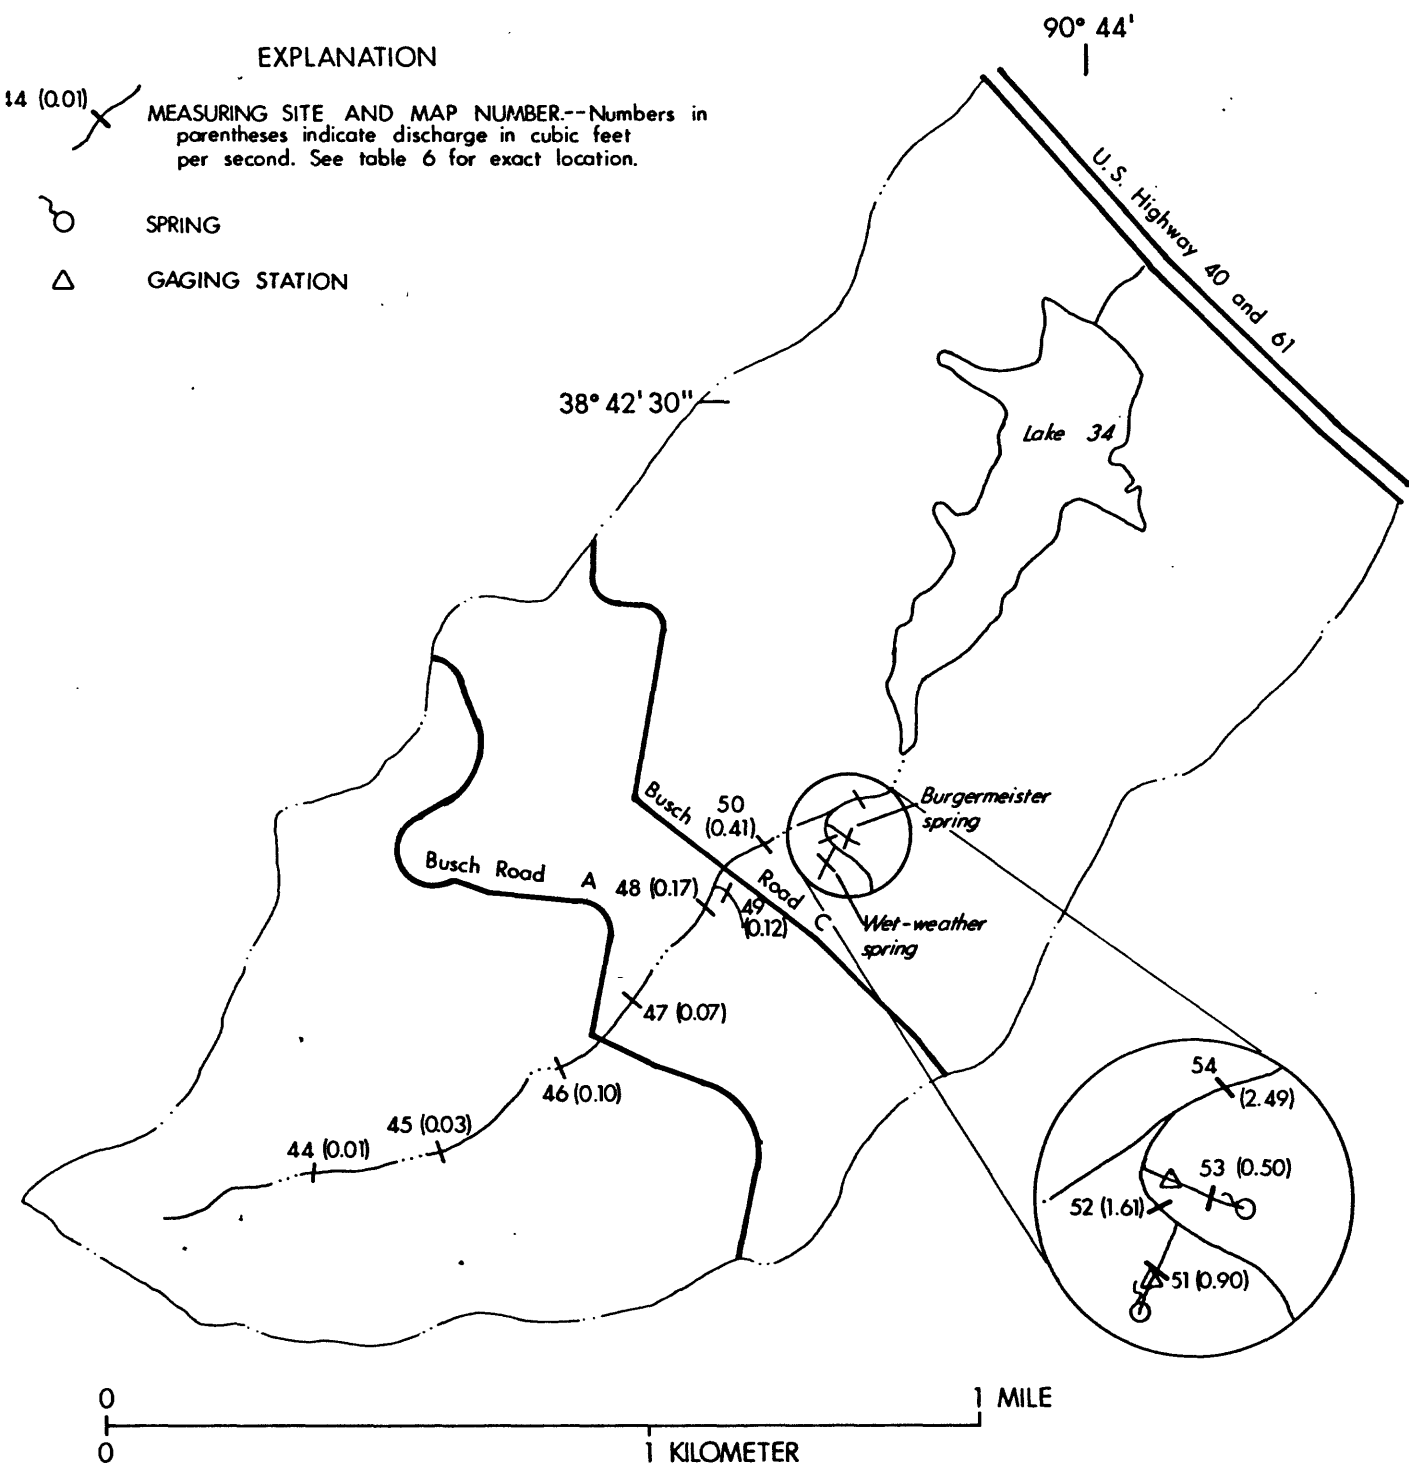 90° 44'
EXPLANATION
14 (0.01)
MEASURING SITE AND MAP NUMBER.--Numbers in
parentheses indicate discharge in cubic feet
per second. See table 6 for exact location.
SPRING
GAGING STATION
U.S. Highway 40 and 61
38° 42' 30"
Lake 34
Busch Road C
50
(0.41)
Burgermeister
spring
Busch Road A
48 (0.17)
49
(0.12)
Wet-weather
spring
47 (0.07)
46 (0.10)
45 (0.03)
44 (0.01)
54
(2.49)
53 (0.50)
52 (1.61)
51 (0.90)
0
1 MILE
0
1 KILOMETER